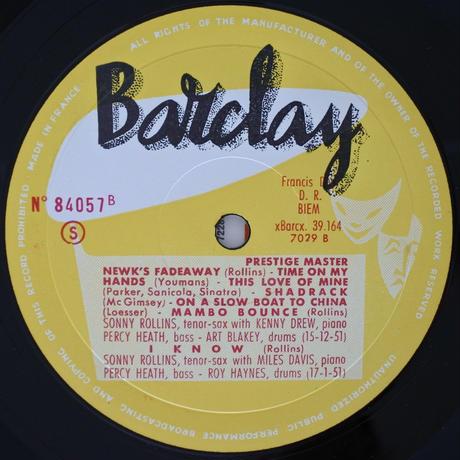 ALL RIGHTS OF THE MANUFACTURER AND OF THE OWNER OF THE RECORDED WORK RESERVED
UNAUTHORIZED PUBLIC PERFORMANCE BROADCASTING AND COPYING OF THIS RECORD PROHIBITED
MADE IN FRANCE
Barclay
N° 84057 B
S
Francis D
D. R.
BIEM
xBarcx. 39.164
7029 B
PRESTIGE MASTER
NEWK'S FADEAWAY (Rollins) - TIME ON MY
HANDS (Youmans) - THIS LOVE OF MINE
(Parker, Sanicola, Sinatra) - SHADRACK
(Mc Gimsey) - ON A SLOW BOAT TO CHINA
(Loesser) - MAMBO BOUNCE (Rollins)
SONNY ROLLINS, tenor-sax with KENNY DREW, piano
PERCY HEATH, bass - ART BLAKEY, drums (15-12-51)
I KNOW (Rollins)
SONNY ROLLINS, tenor-sax with MILES DAVIS, piano
PERCY HEATH, bass - ROY HAYNES, drums (17-1-51)